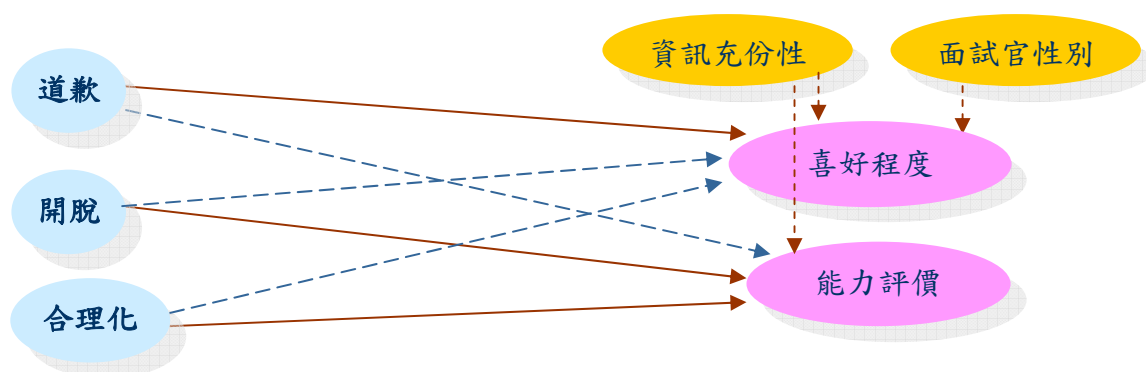 資訊充份性
面試官性別
道歉
喜好程度
開脫
能力評價
合理化